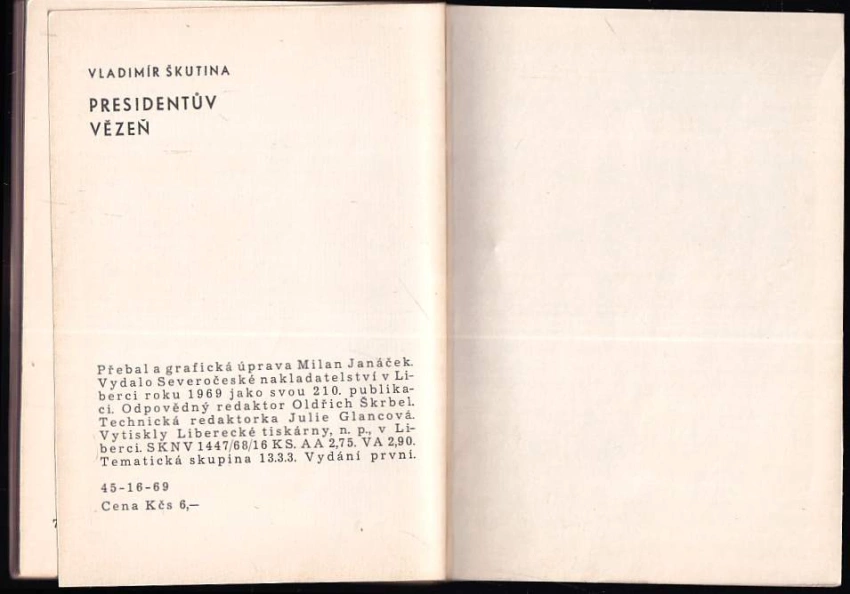 VLADIMÍR ŠKUTINA
PRESIDENTŮV
VĚZEŇ
Přebal a grafická úprava Milan Janáček.
Vydalo Severočeské nakladatelství v Li-
berci roku 1969 jako svou 210. publika-
ci. Odpovědný redaktor Oldřich Škrbel.
Technická redaktorka Julie Glancová.
Vytiskly Liberecké tiskárny, n. p., v Li-
berci. SKNV 1447/68/16 KS. AA 2,75. VA 2,90.
Tematická skupina 13.3.3. Vydání první.
45-16-69
Cena Kčs 6,—